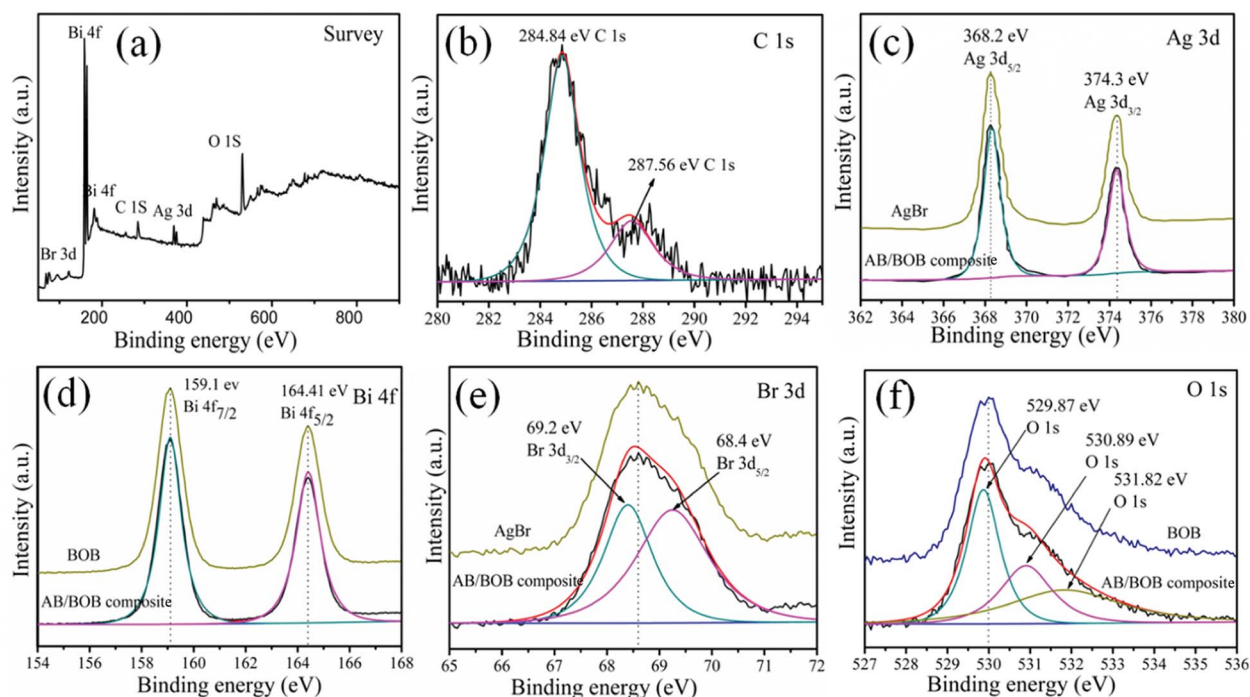 (a)
Survey
Bi 4f
Bi 4f
C 1S
Ag 3d
O 1S
Br 3d
Intensity (a.u.)
200 400 600 800
Binding energy (eV)
(b)
284.84 eV C 1s
C 1s
287.56 eV C 1s
Intensity (a.u.)
280 282 284 286 288 290 292 294
Binding energy (eV)
(c)
368.2 eV
Ag 3d5/2
Ag 3d
374.3 eV
Ag 3d3/2
AgBr
AB/BOB composite
Intensity (a.u.)
362 364 366 368 370 372 374 376 378 380
Binding energy (eV)
(d)
159.1 ev
Bi 4f7/2
164.41 eV
Bi 4f5/2
Bi 4f
BOB
AB/BOB composite
Intensity (a.u.)
154 156 158 160 162 164 166 168
Binding energy (eV)
(e)
Br 3d
69.2 eV
Br 3d3/2
68.4 eV
Br 3d5/2
AgBr
AB/BOB composite
Intensity (a.u.)
65 66 67 68 69 70 71 72
Binding energy (eV)
(f)
O 1s
529.87 eV
O 1s
530.89 eV
O 1s
531.82 eV
O 1s
BOB
AB/BOB composite
Intensity (a.u.)
527 528 529 530 531 532 533 534 535 536
Binding energy (eV)